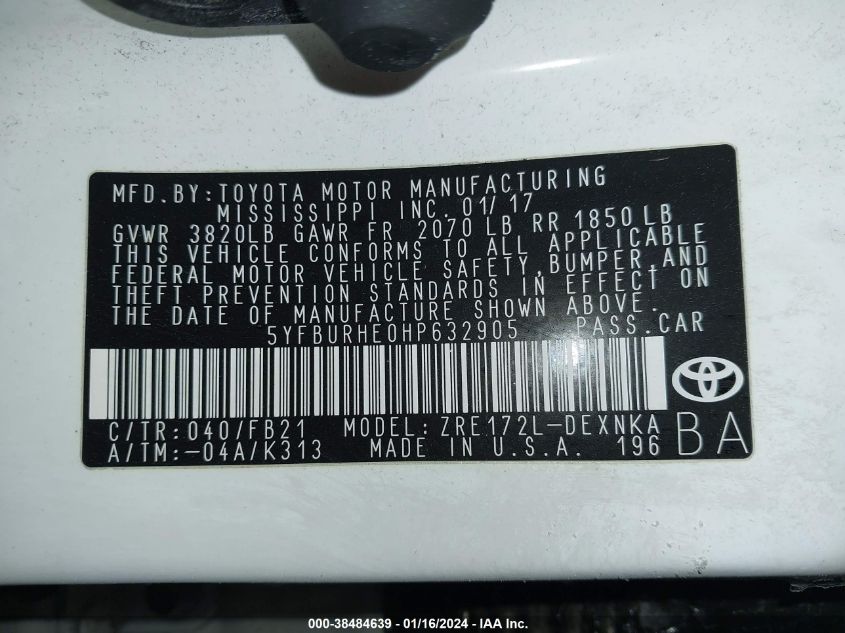 MFD.BY:TOYOTA MOTOR MANUFACTURING
MISSISSIPPI INC. 01/17
GVWR 3820LB GAWR FR 2070 LB RR 1850 LB
THIS VEHICLE CONFORMS TO ALL APPLICABLE
FEDERAL MOTOR VEHICLE SAFETY, BUMPER, AND
THEFT PREVENTION STANDARDS IN EFFECT ON
THE DATE OF MANUFACTURE SHOWN ABOVE.
5YFBURHE0HP632905 PASS.CAR
C/TR:040/FB21 MODEL:ZRE172L-DEXNKA
A/TM:-04A/K313 MADE IN U.S.A. 196
BA
000-38484639 - 01/16/2024 - IAA Inc.